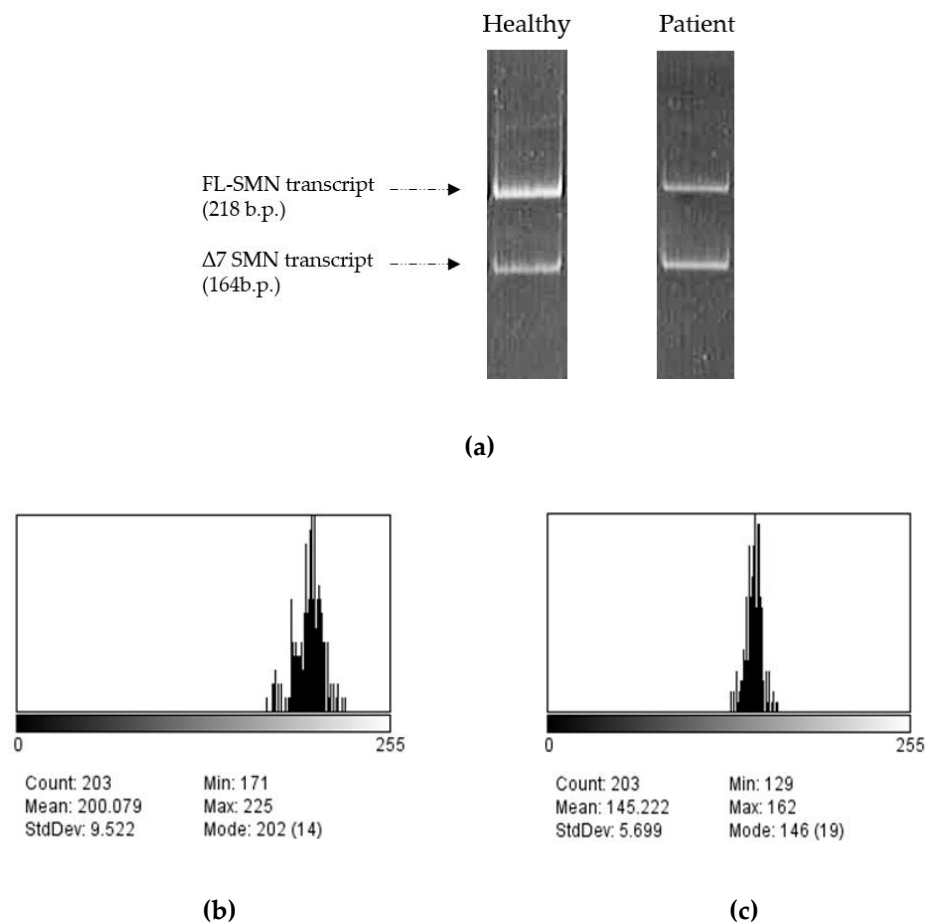 Healthy Patient
FL-SMN transcript
(218 b.p.)
Δ7 SMN transcript
(164b.p.)
(a)
0 255
Count: 203 Min: 171
Mean: 200.079 Max: 225
StdDev: 9.522 Mode: 202 (14)
(b)
0 255
Count: 203 Min: 129
Mean: 145.222 Max: 162
StdDev: 5.699 Mode: 146 (19)
(c)